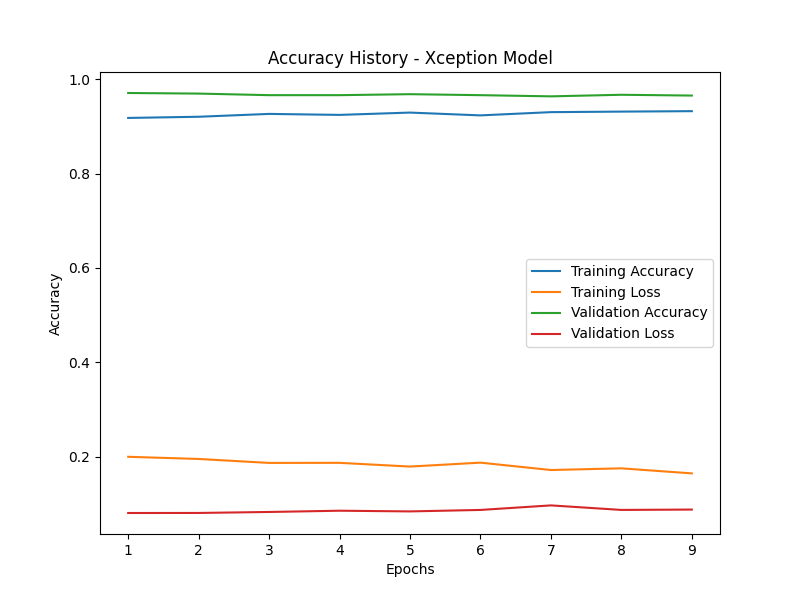 Accuracy History - Xception Model
1.0
0.8
0.6
0.4
0.2
Accuracy
Training Accuracy
Training Loss
Validation Accuracy
Validation Loss
1 2 3 4 5 6 7 8 9
Epochs